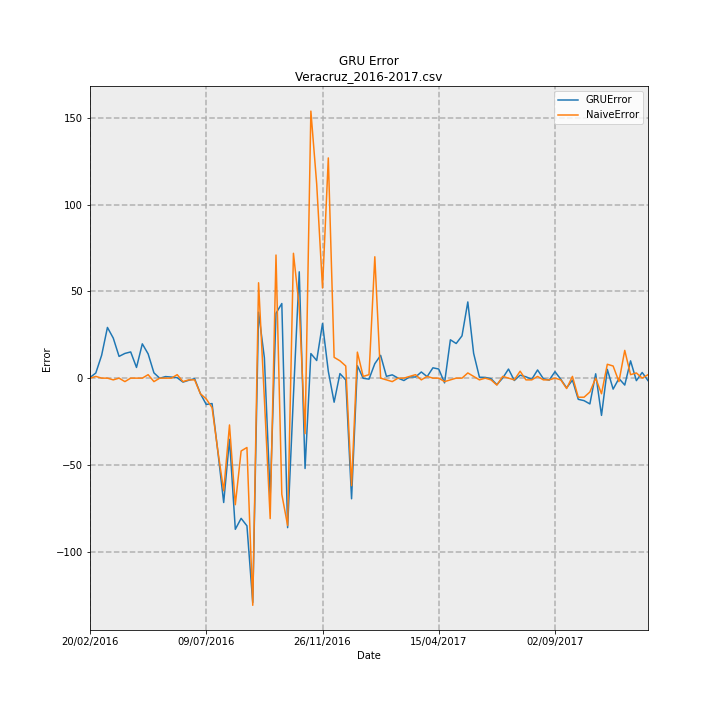 GRU Error
Veracruz_2016-2017.csv
GRUError
NaiveError
150
100
50
0
−50
−100
Error
20/02/2016
09/07/2016
26/11/2016
15/04/2017
02/09/2017
Date